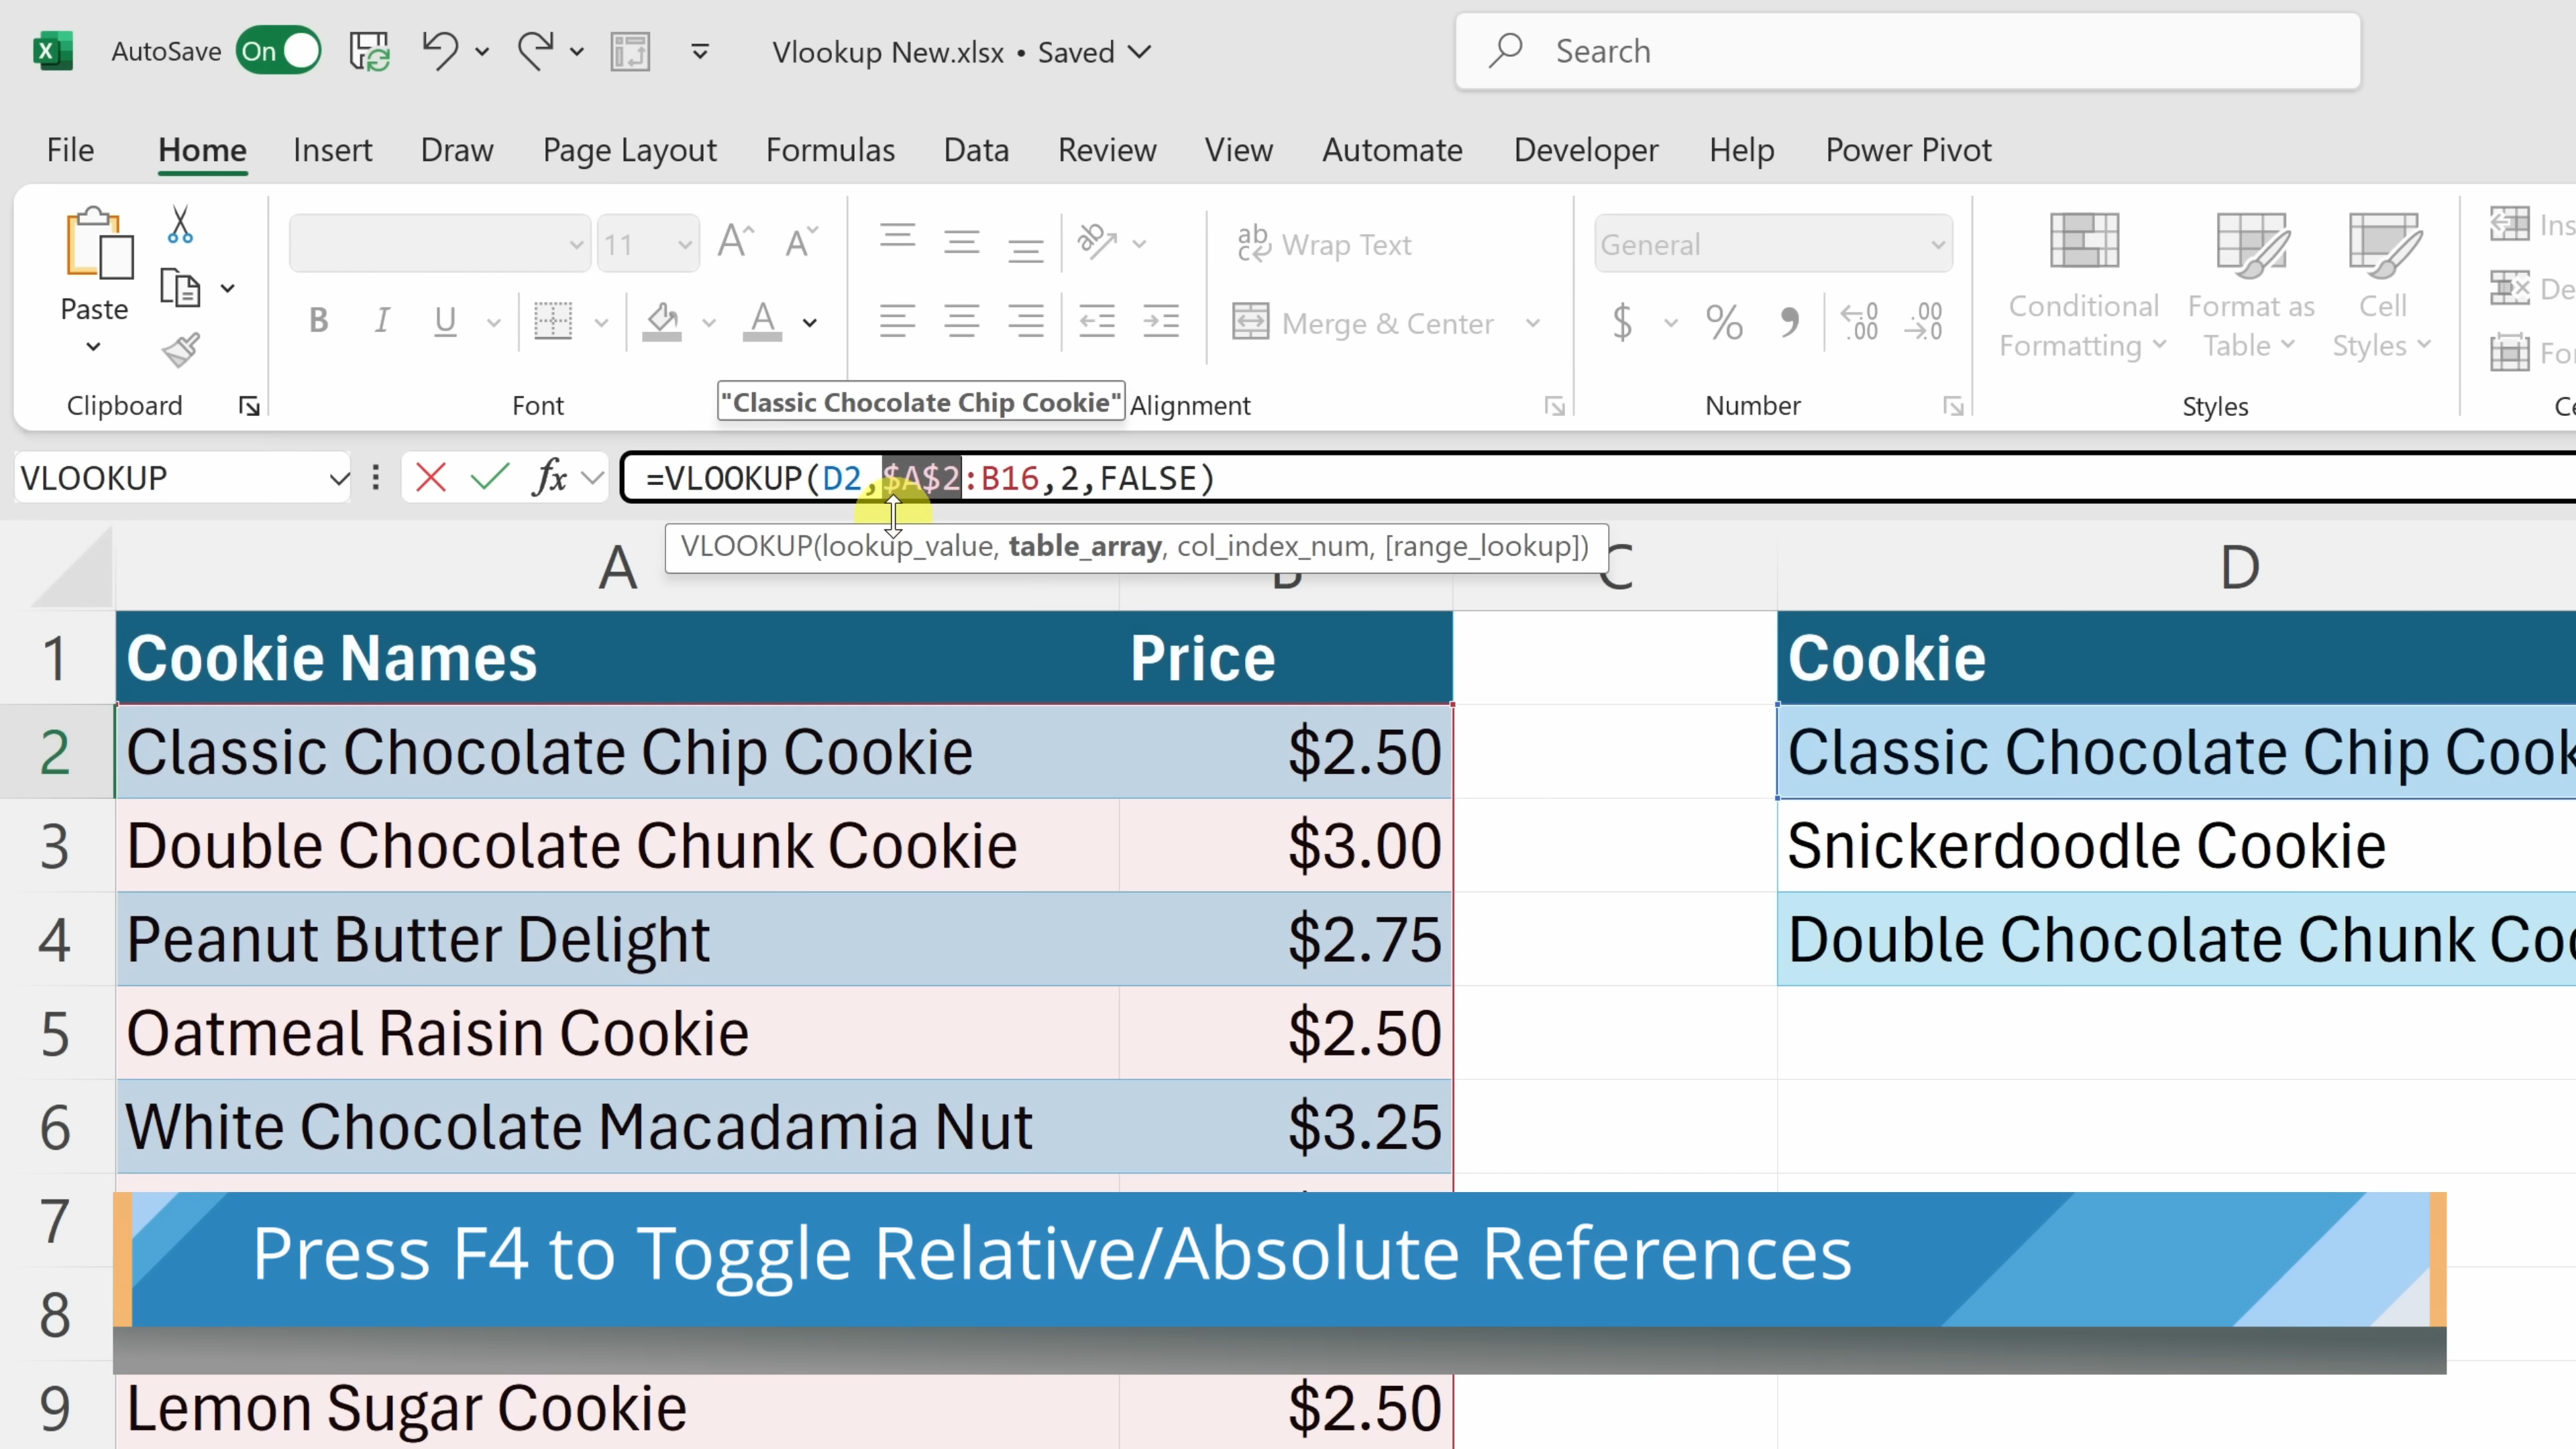 AutoSave On Vlookup New.xlsx • Saved Search
File Home Insert Draw Page Layout Formulas Data Review View Automate Developer Help Power Pivot
Paste
11
Wrap Text
General
Merge & Center
Conditional Formatting
Format as Table
Cell Styles
Clipboard Font "Classic Chocolate Chip Cookie" Alignment Number Styles
VLOOKUP fx =VLOOKUP(D2,$A$2:B16,2,FALSE)
VLOOKUP(lookup_value, table_array, col_index_num, [range_lookup])
A B C D
1 Cookie Names Price Cookie
2 Classic Chocolate Chip Cookie $2.50 Classic Chocolate Chip Cook
3 Double Chocolate Chunk Cookie $3.00 Snickerdoodle Cookie
4 Peanut Butter Delight $2.75 Double Chocolate Chunk Coo
5 Oatmeal Raisin Cookie $2.50
6 White Chocolate Macadamia Nut $3.25
7
Press F4 to Toggle Relative/Absolute References
8
9 Lemon Sugar Cookie $2.50